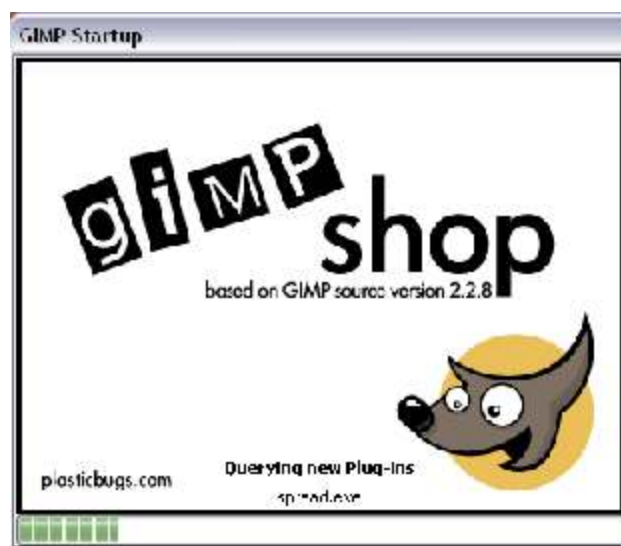 GIMP Startup
giMP
shop
based on GIMP source version 2.2.8
Querying new Plug-ins
plasticbugs.com
spread.exe